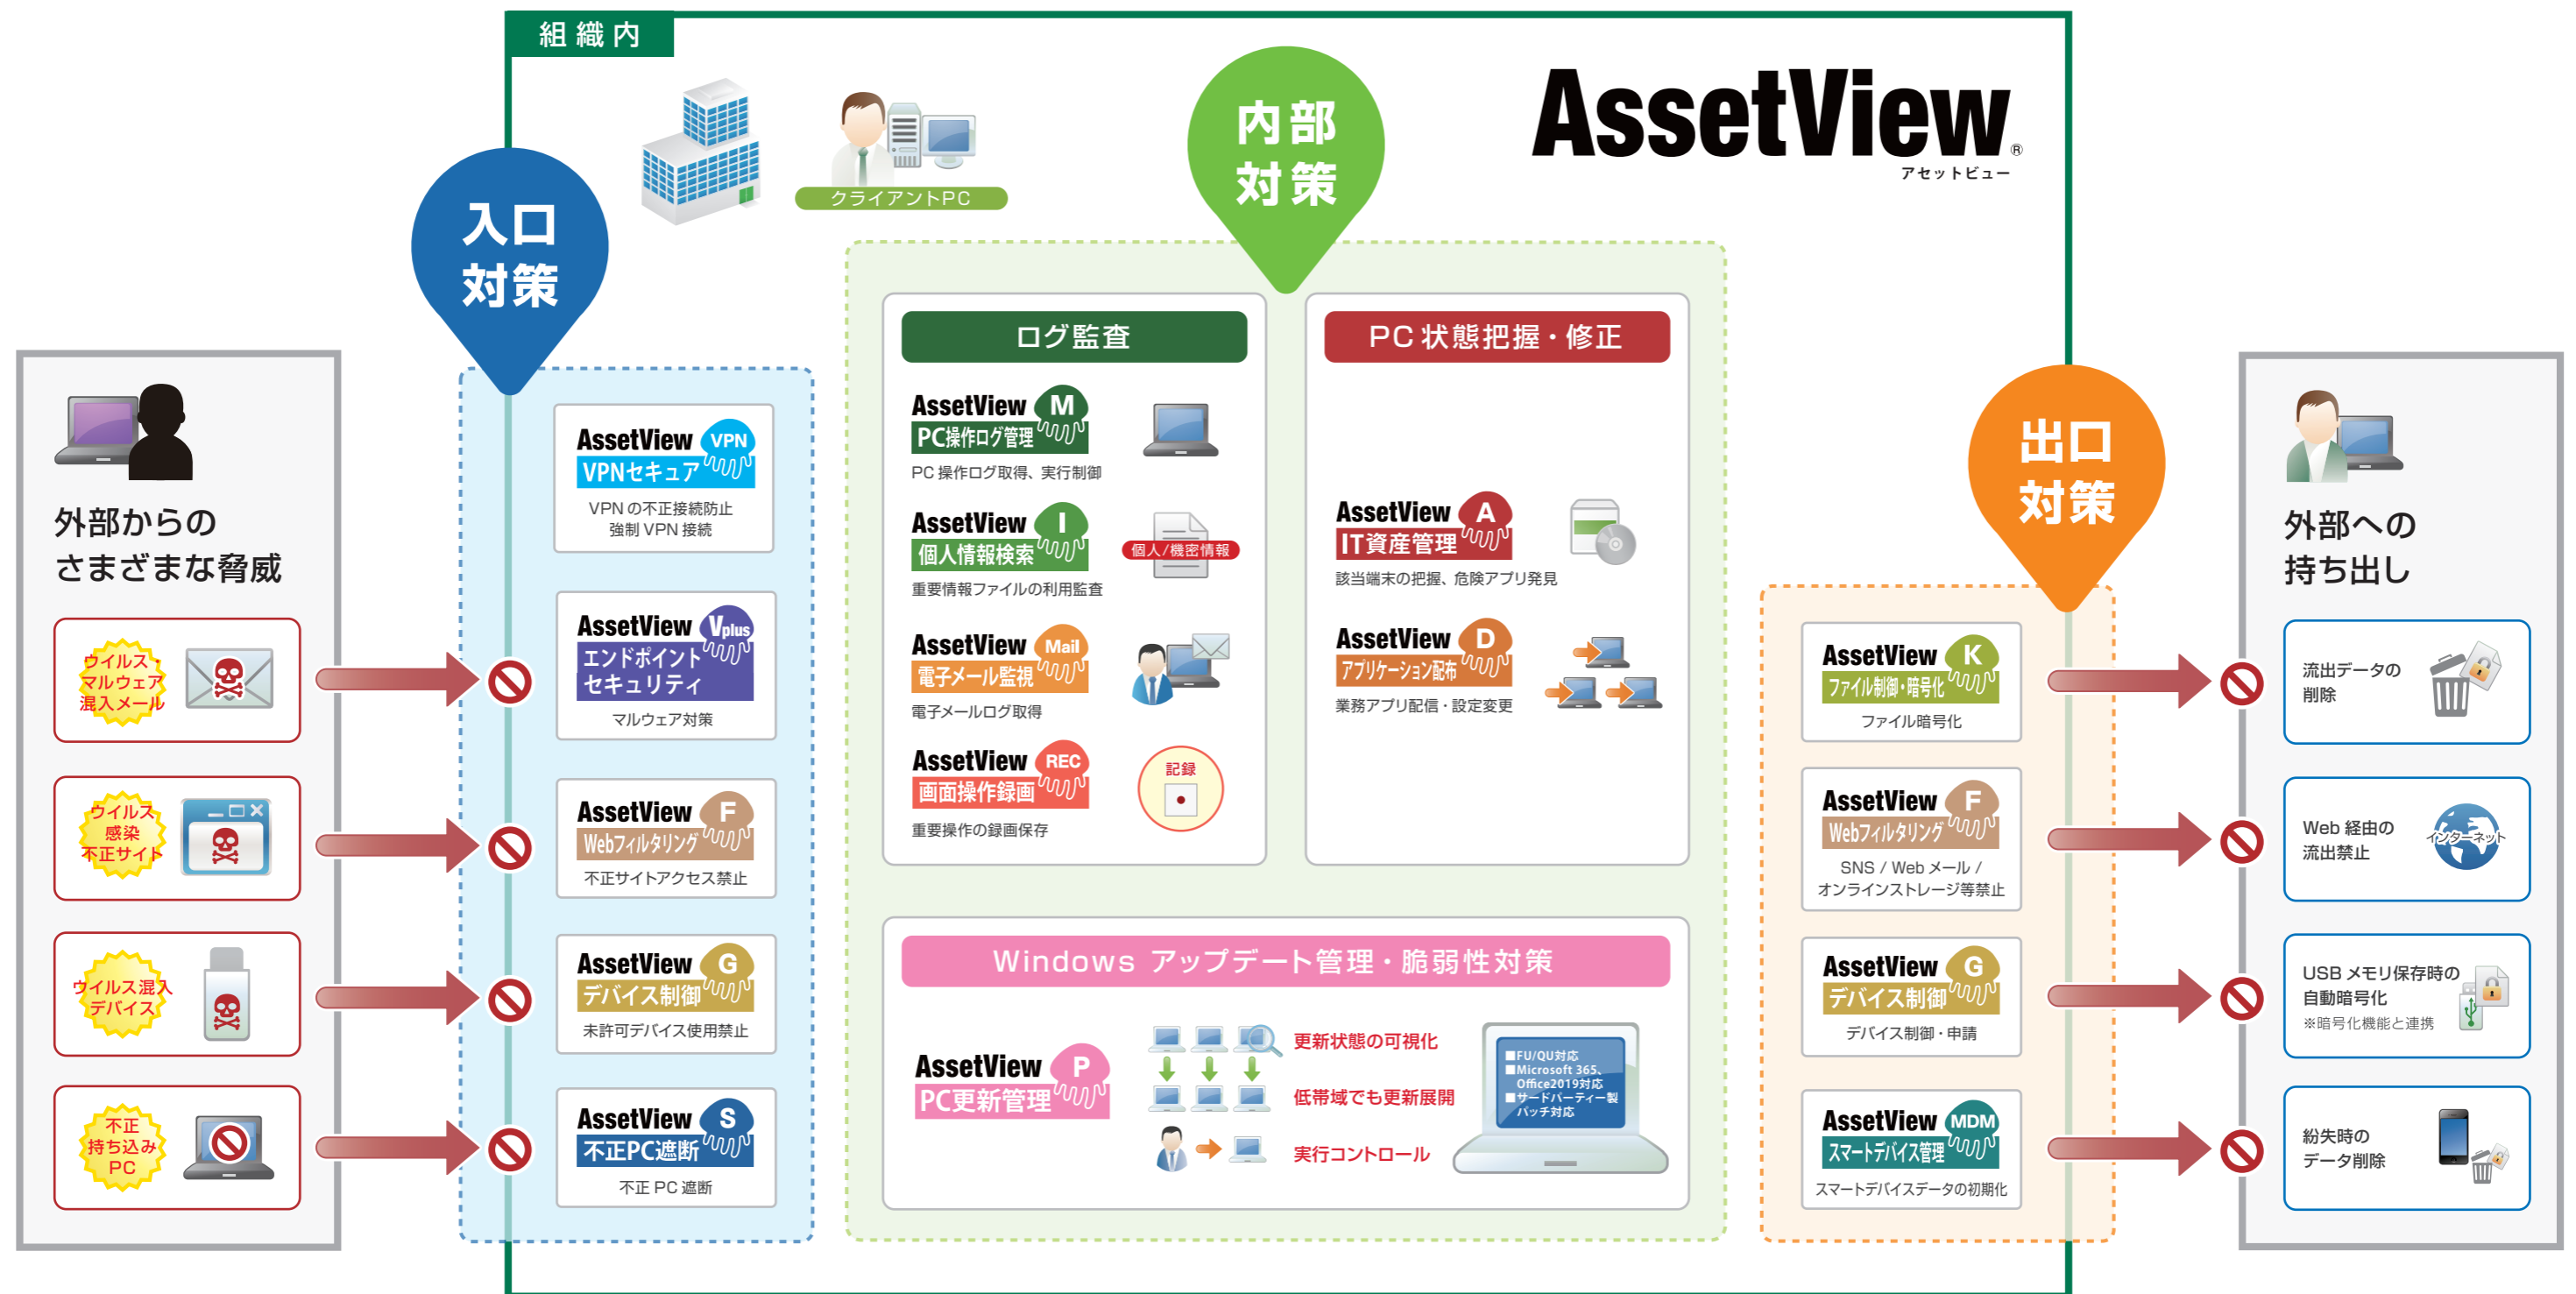 組織内
クライアントPC
AssetView®
アセットビュー
入口
対策
内部
対策
出口
対策
外部からの
さまざまな脅威
ウイルス・
マルウェア
混入メール
ウイルス
感染
不正サイト
ウイルス混入
デバイス
不正
持ち込み
PC
AssetView VPN
VPNセキュア
VPNの不正接続防止
強制VPN接続
AssetView Vplus
エンドポイント
セキュリティ
マルウェア対策
AssetView F
Webフィルタリング
不正サイトアクセス禁止
AssetView G
デバイス制御
未許可デバイス使用禁止
AssetView S
不正PC遮断
不正PC遮断
ログ監査
AssetView M
PC操作ログ管理
PC操作ログ取得、実行制御
AssetView I
個人情報検索
個人/機密情報
重要情報ファイルの利用監査
AssetView Mail
電子メール監視
電子メールログ取得
AssetView REC
画面操作録画
記録
重要操作の録画保存
PC状態把握・修正
AssetView A
IT資産管理
該当端末の把握、危険アプリ発見
AssetView D
アプリケーション配布
業務アプリ配信・設定変更
Windows アップデート管理・脆弱性対策
AssetView P
PC更新管理
更新状態の可視化
低帯域でも更新展開
実行コントロール
■FU/QU対応
■Microsoft 365、
Office2019対応
■サードパーティー製
パッチ対応
AssetView K
ファイル制御・暗号化
ファイル暗号化
AssetView F
Webフィルタリング
SNS / Webメール /
オンラインストレージ等禁止
AssetView G
デバイス制御
デバイス制御・申請
AssetView MDM
スマートデバイス管理
スマートデバイスデータの初期化
外部への
持ち出し
流出データの
削除
Web経由の
流出禁止
インターネット
USBメモリ保存時の
自動暗号化
※暗号化機能と連携
紛失時の
データ削除